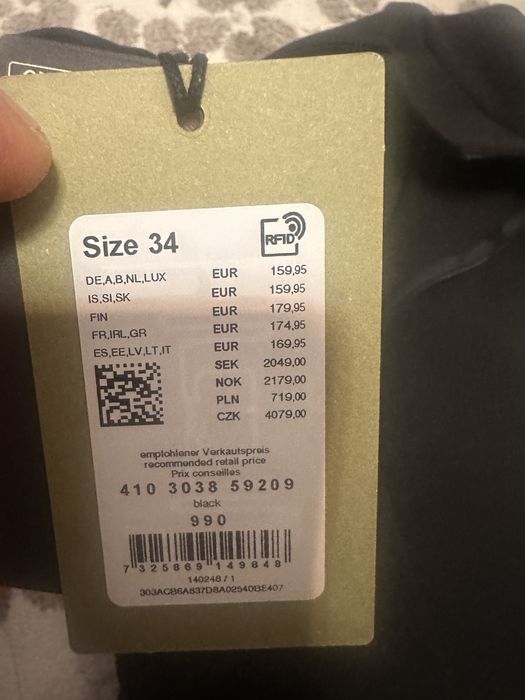 Size 34
RFID
DE,A,B,NL,LUX EUR 159,95
IS,SI,SK EUR 159,95
FIN EUR 179,95
FR,IRL,GR EUR 174,95
ES,EE,LV,LT,IT EUR 169,95
SEK 2049,00
NOK 2179,00
PLN 719,00
CZK 4079,00
empfohlener Verkaufspreis
recommended retail price
Prix conseilles
410 3038 59209
black
990
7 325869 149848
140248 / 1
303ACB6A837D8A02540BE407